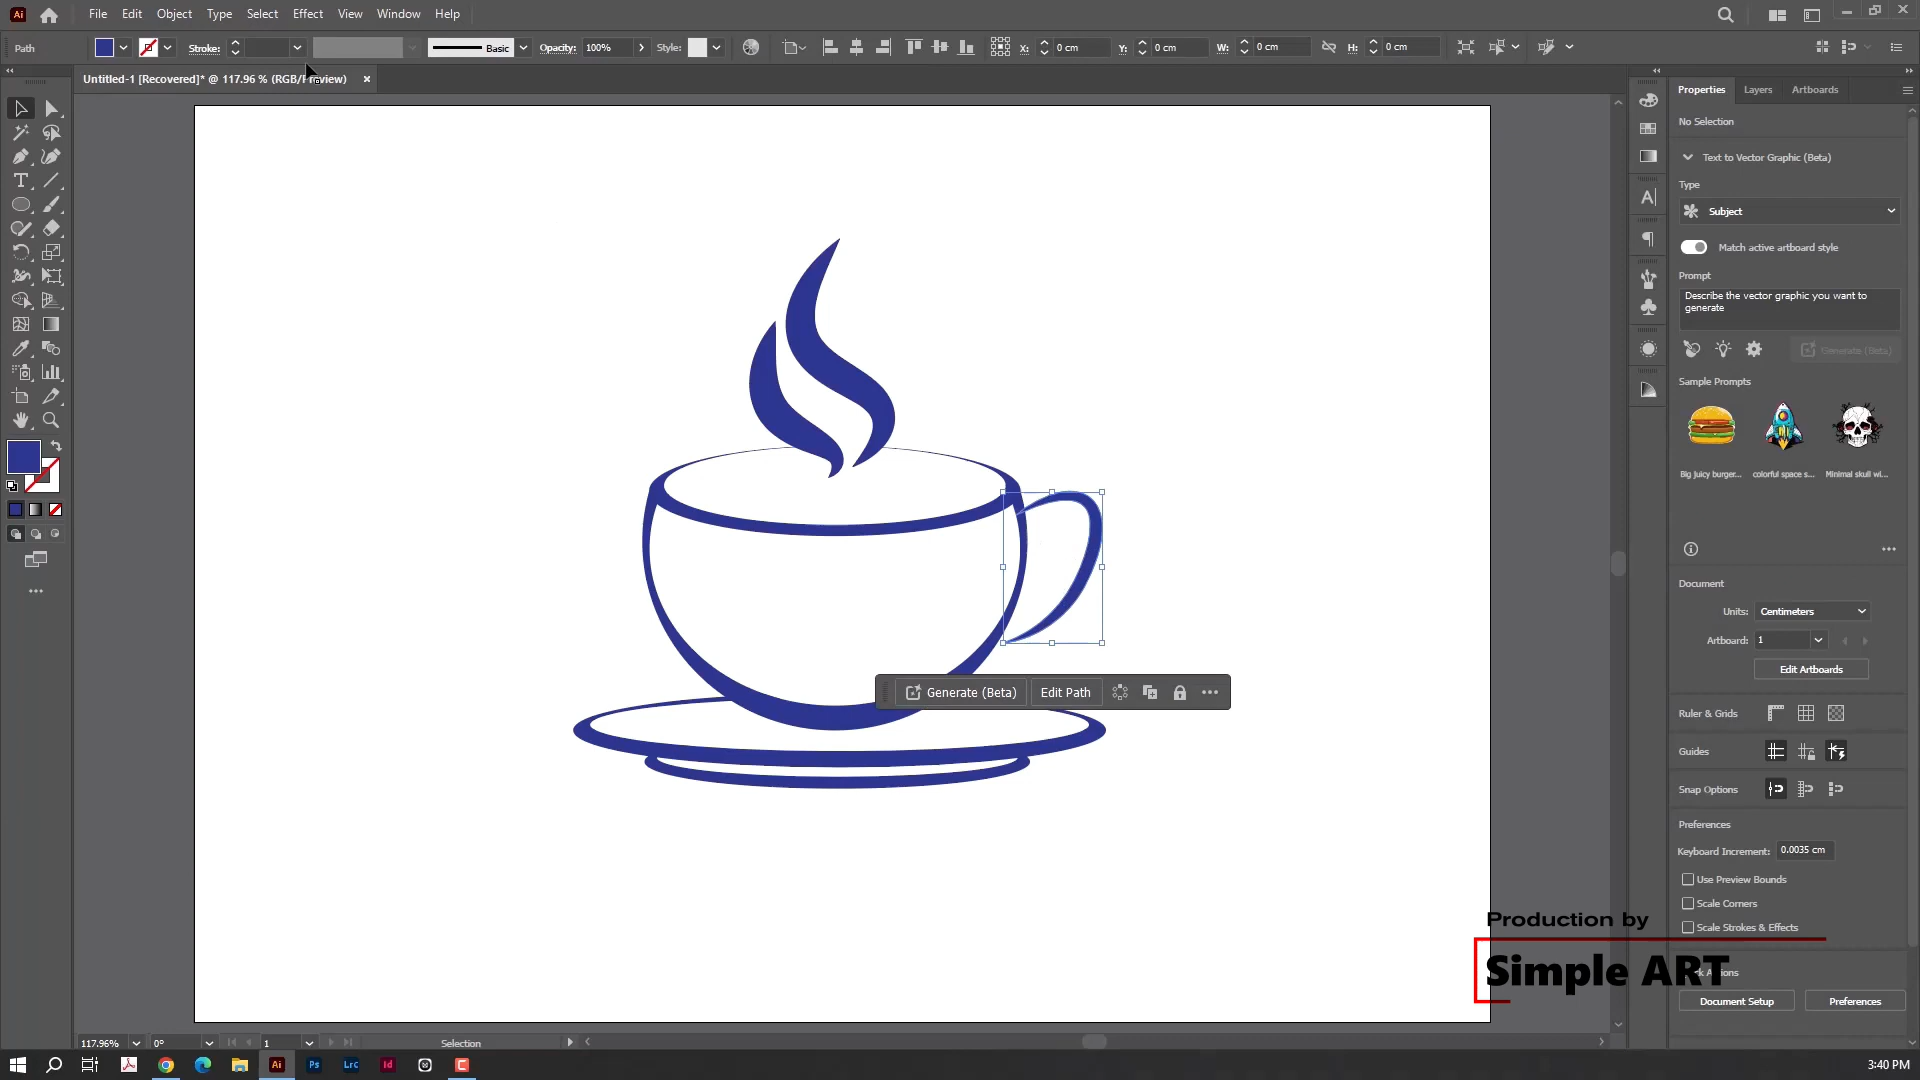 Ai File Edit Object Type Select Effect View Window Help
Path Stroke: Basic Opacity: 100% Style: X: 0 cm Y: 0 cm W: 0 cm H: 0 cm
Untitled-1 [Recovered]* @ 117.96 % (RGB/Preview)
Properties Layers Artboards
No Selection
Text to Vector Graphic (Beta)
Type
Subject
Match active artboard style
Prompt
Describe the vector graphic you want to
generate
Generate (Beta)
Sample Prompts
Big juicy burger... colorful space s... Minimal skull wi...
Document
Units: Centimeters
Artboard: 1
Edit Artboards
Generate (Beta) Edit Path
Ruler & Grids
Guides
Snap Options
Preferences
Keyboard Increment: 0.0035 cm
Use Preview Bounds
Scale Corners
Scale Strokes & Effects
Production by
Simple ART
Document Setup Preferences
117.96% 0° 1 Selection
Ai Ps LrC Id 3:40 PM